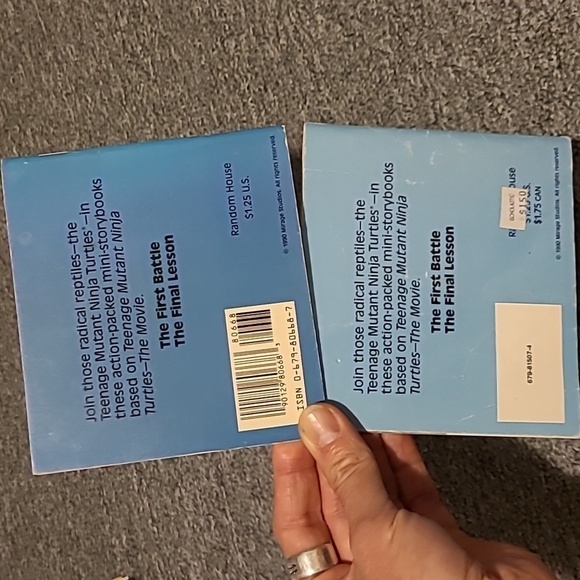 Join those radical reptiles—the
Teenage Mutant Ninja Turtles®—in
these action-packed mini-storybooks
based on Teenage Mutant Ninja
Turtles—The Movie.
The First Battle
The Final Lesson
Random House
$1.25 U.S.
© 1990 Mirage Studios. All rights reserved.
80668
ISBN 0-679-80668-7
Join those radical reptiles—the
Teenage Mutant Ninja Turtles®—in
these action-packed mini-storybooks
based on Teenage Mutant Ninja
Turtles—The Movie.
The First Battle
The Final Lesson
SCHOLASTIC
$1.50
U.S.
$1.75 CAN
© 1990 Mirage Studios. All rights reserved.
679-81507-4